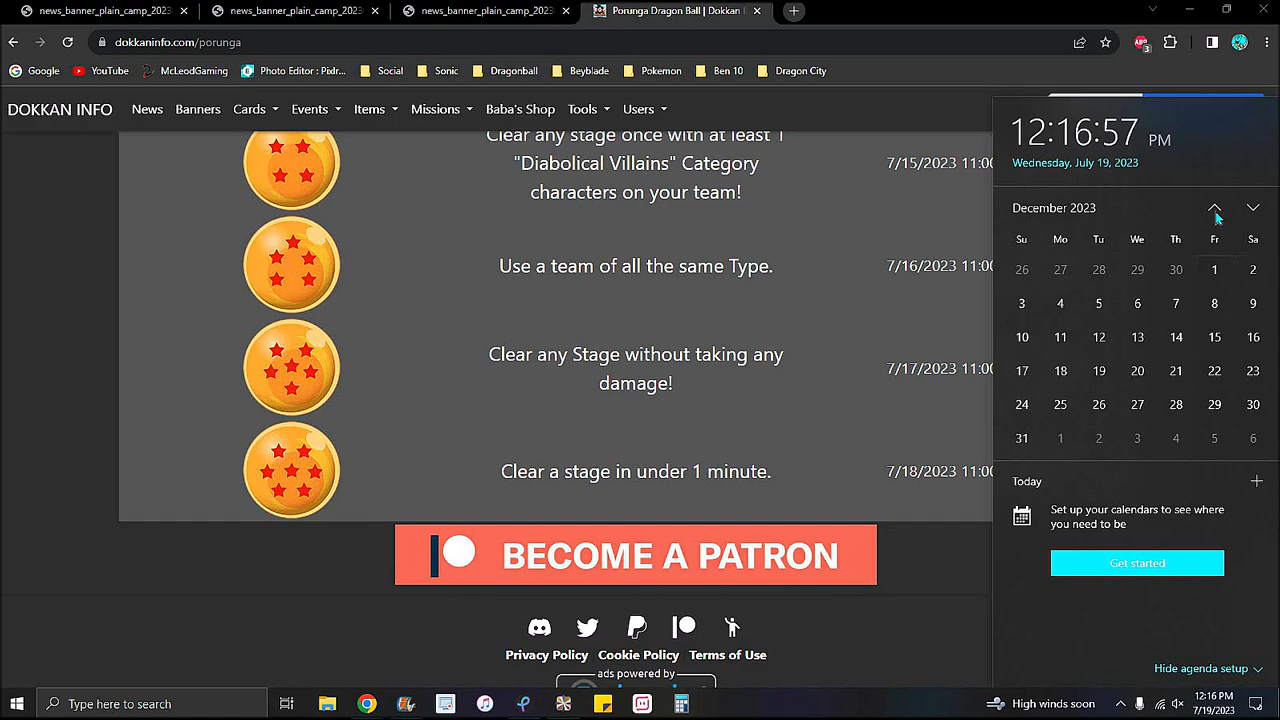 news_banner_plain_camp_2023
news_banner_plain_camp_2023
news_banner_plain_camp_2023
Porunga Dragon Ball | Dokkan
dokkaninfo.com/porunga
3
Google
YouTube
McLeodGaming
Photo Editor : Pixlr...
Social
Sonic
Dragonball
Beyblade
Pokemon
Ben 10
Dragon City
DOKKAN INFO
News
Banners
Cards
Events
Items
Missions
Baba's Shop
Tools
Users
Clear any stage once with at least 1
"Diabolical Villains" Category
characters on your team!
7/15/2023 11:00
Use a team of all the same Type.
7/16/2023 11:00
Clear any Stage without taking any
damage!
7/17/2023 11:00
Clear a stage in under 1 minute.
7/18/2023 11:00
BECOME A PATRON
Privacy Policy Cookie Policy Terms of Use
ads powered by
12:16:57 PM
Wednesday, July 19, 2023
December 2023
Su Mo Tu We Th Fr Sa
26 27 28 29 30 1 2
3 4 5 6 7 8 9
10 11 12 13 14 15 16
17 18 19 20 21 22 23
24 25 26 27 28 29 30
31 1 2 3 4 5 6
Today
Set up your calendars to see where
you need to be
Get started
Hide agenda setup
Type here to search
High winds soon
12:16 PM
7/19/2023